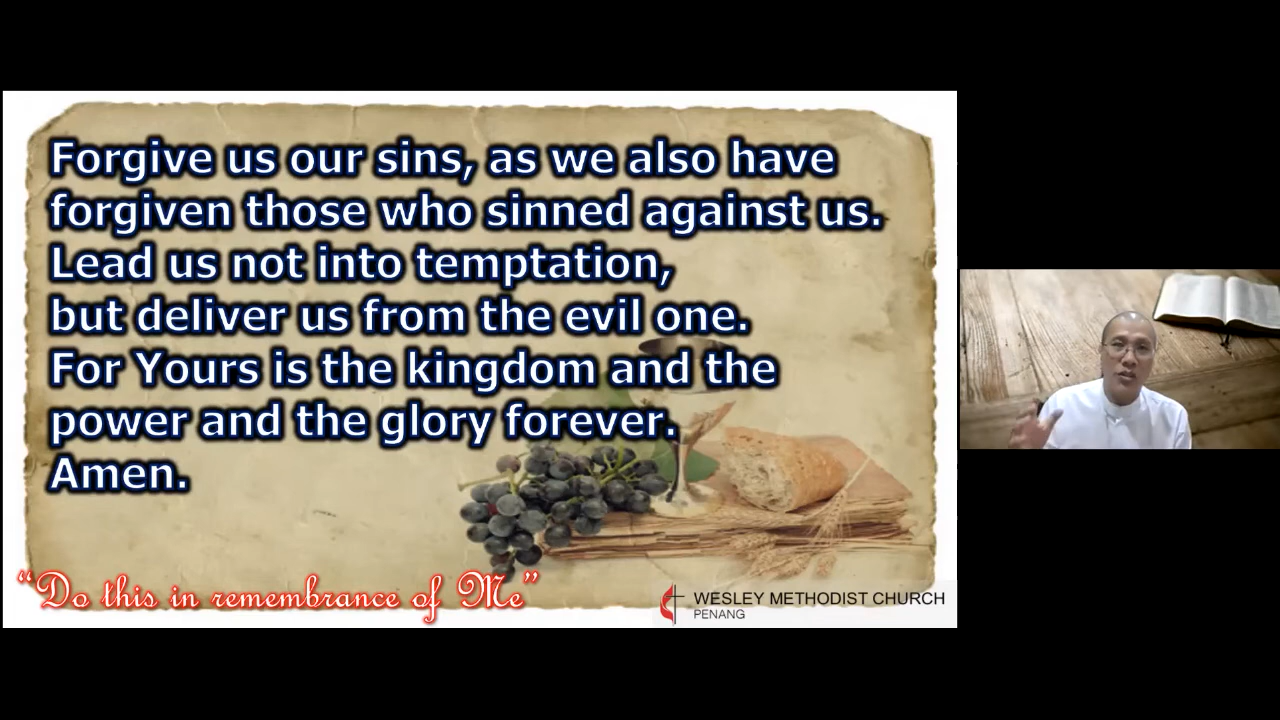 Forgive us our sins, as we also have
forgiven those who sinned against us.
Lead us not into temptation,
but deliver us from the evil one.
For Yours is the kingdom and the
power and the glory forever.
Amen.
“Do this in remembrance of Me”
WESLEY METHODIST CHURCH
PENANG